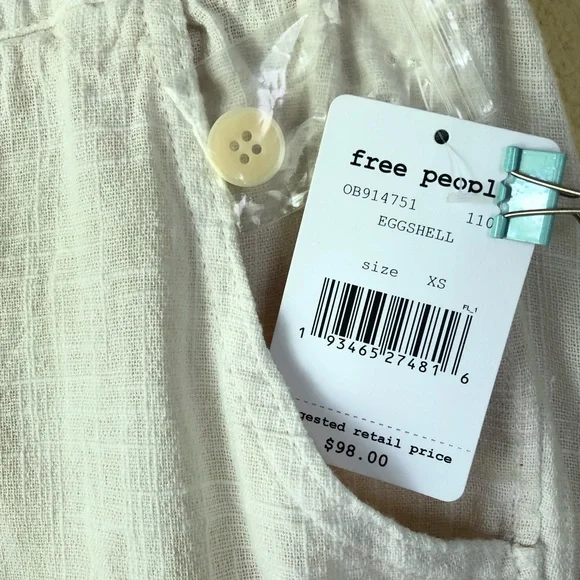 free peopl
OB914751 110
EGGSHELL
size XS
FL_1
1 93465 27481 6
gested retail price
$98.00